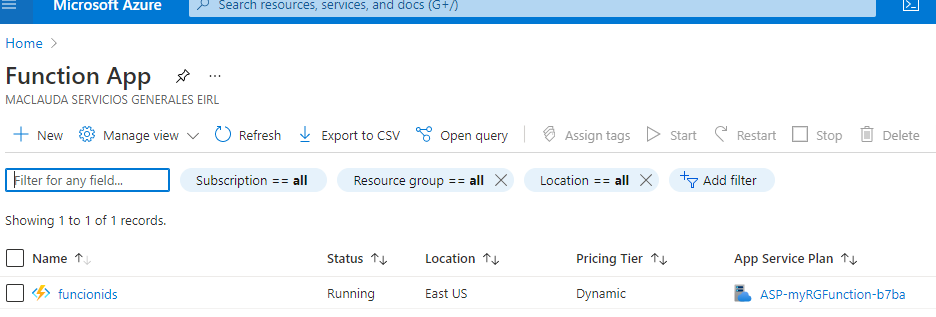 Microsoft Azure
Search resources, services, and docs (G+/)
Home
Function App
MACLAUDA SERVICIOS GENERALES EIRL
New Manage view Refresh Export to CSV Open query Assign tags Start Restart Stop Delete
Filter for any field... Subscription == all Resource group == all Location == all Add filter
Showing 1 to 1 of 1 records.
Name Status Location Pricing Tier App Service Plan
funcionids Running East US Dynamic ASP-myRGFunction-b7ba